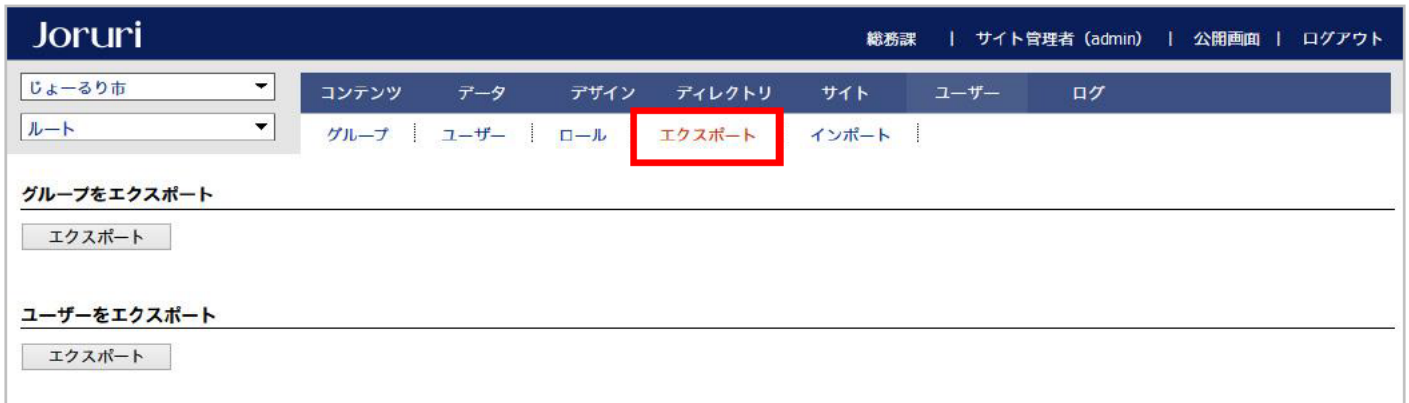 Joruri 総務課 | サイト管理者（admin） | 公開画面 | ログアウト
じょーるり市 コンテンツ データ デザイン ディレクトリ サイト ユーザー ログ
ルート グループ ユーザー ロール エクスポート インポート
グループをエクスポート
エクスポート
ユーザーをエクスポート
エクスポート